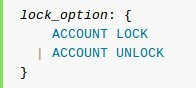 lock_option: {
ACCOUNT LOCK
| ACCOUNT UNLOCK
}